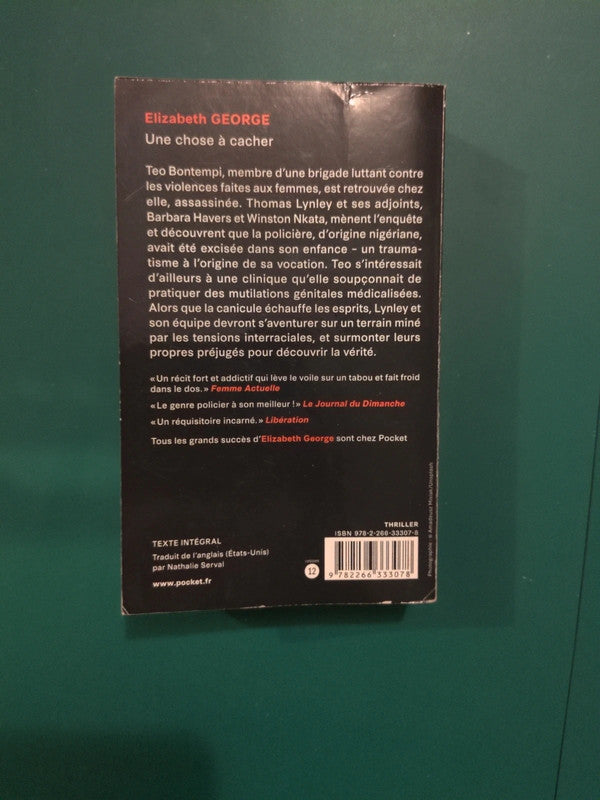 Elizabeth GEORGE
Une chose à cacher
Teo Bontempi, membre d'une brigade luttant contre
les violences faites aux femmes, est retrouvée chez
elle, assassinée. Thomas Lynley et ses adjoints,
Barbara Havers et Winston Nkata, mènent l'enquête
et découvrent que la policière, d'origine nigériane,
avait été excisée dans son enfance – un trauma-
tisme à l'origine de sa vocation. Teo s'intéressait
d'ailleurs à une clinique qu'elle soupçonnait de
pratiquer des mutilations génitales médicalisées.
Alors que la canicule échauffe les esprits, Lynley et
son équipe devront s'aventurer sur un terrain miné
par les tensions interraciales, et surmonter leurs
propres préjugés pour découvrir la vérité.
« Un récit fort et addictif qui lève le voile sur un tabou et fait froid
dans le dos. » Femme Actuelle
« Le genre policier à son meilleur ! » Le Journal du Dimanche
« Un réquisitoire incarné. » Libération
Tous les grands succès d'Elizabeth George sont chez Pocket
TEXTE INTÉGRAL
Traduit de l'anglais (États-Unis)
par Nathalie Serval
www.pocket.fr
THRILLER
ISBN 978-2-266-33307-8
12
9 782266 333078
Photographie : © Amadeusz Misiak/Unsplash